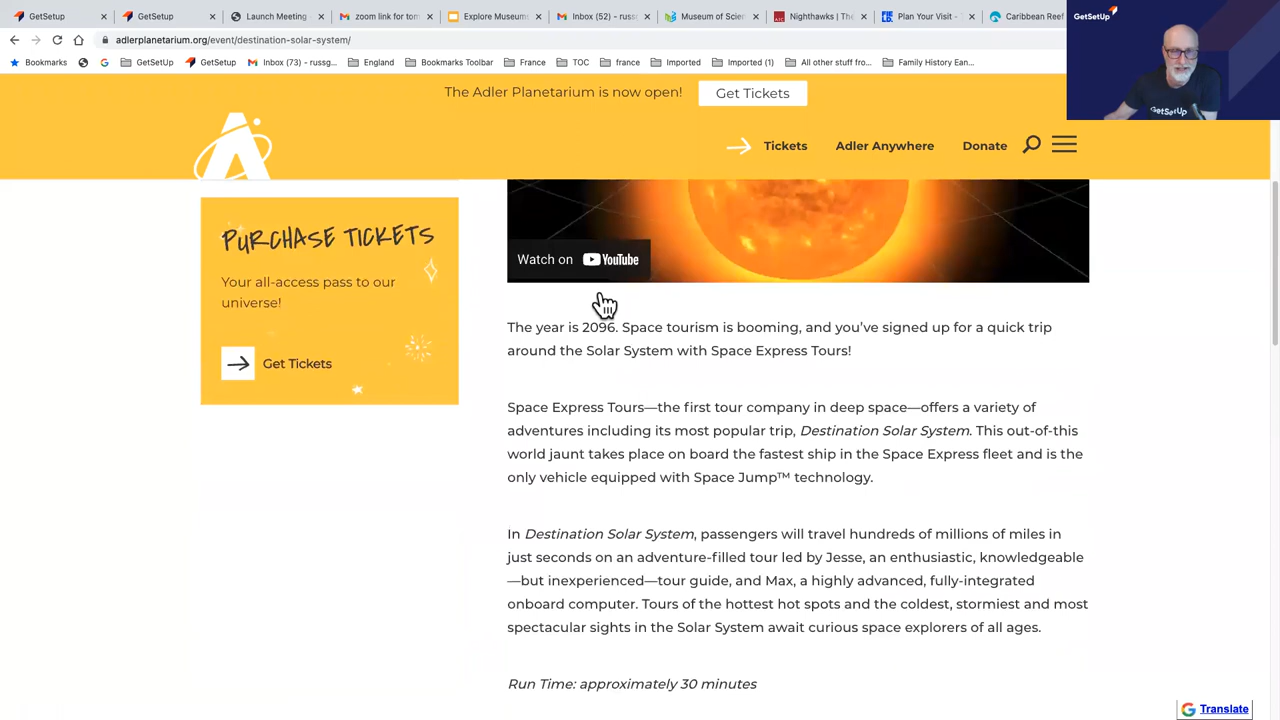 GetSetUp
GetSetup
Launch Meeting
zoom link for tom
Explore Museums
Inbox (52) - russg
Museum of Scien
Nighthawks | The
Plan Your Visit -
Caribbean Reef
GetSetUp
adlerplanetarium.org/event/destination-solar-system/
Bookmarks
GetSetUp
GetSetup
Inbox (73) - russg...
England
Bookmarks Toolbar
France
TOC
france
Imported
Imported (1)
All other stuff fro...
Family History Ean...
The Adler Planetarium is now open!
Get Tickets
GetSetUp
A
Tickets
Adler Anywhere
Donate
PURCHASE TICKETS
Your all-access pass to our
universe!
Get Tickets
Watch on YouTube
The year is 2096. Space tourism is booming, and you’ve signed up for a quick trip
around the Solar System with Space Express Tours!
Space Express Tours—the first tour company in deep space—offers a variety of
adventures including its most popular trip, Destination Solar System. This out-of-this
world jaunt takes place on board the fastest ship in the Space Express fleet and is the
only vehicle equipped with Space Jump™ technology.
In Destination Solar System, passengers will travel hundreds of millions of miles in
just seconds on an adventure-filled tour led by Jesse, an enthusiastic, knowledgeable
—but inexperienced—tour guide, and Max, a highly advanced, fully-integrated
onboard computer. Tours of the hottest hot spots and the coldest, stormiest and most
spectacular sights in the Solar System await curious space explorers of all ages.
Run Time: approximately 30 minutes
Translate